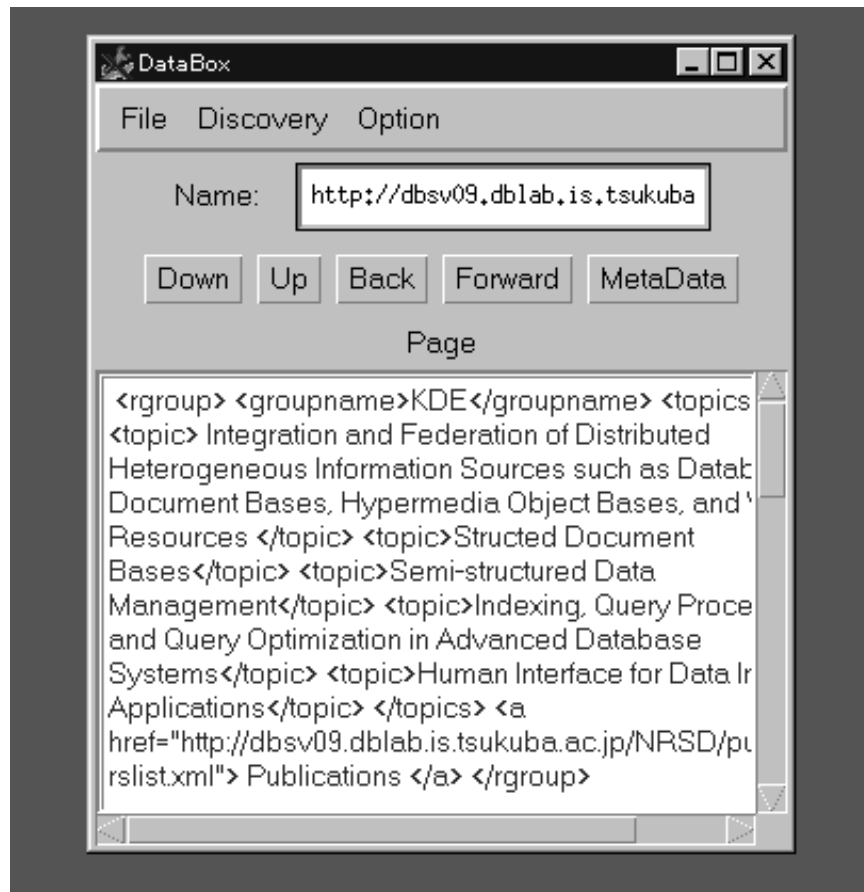 DataBox
File Discovery Option
Name: http://dbsv09.dblab.is.tsukuba
Down Up Back Forward MetaData
Page
<rgroup> <groupname>KDE</groupname> <topics
<topic> Integration and Federation of Distributed
Heterogeneous Information Sources such as
Document Bases, Hypermedia Object Bases, and
Resources </topic> <topic>Structed Document
Bases</topic> <topic>Semi-structured Data
Management</topic> <topic>Indexing, Query Proce
and Query Optimization in Advanced Database
Systems</topic> <topic>Human Interface for Data
Applications</topic> </topics> <a
href="http://dbsv09.dblab.is.tsukuba.ac.jp/NRSD/pu
rslist.xml"> Publications </a> </rgroup>